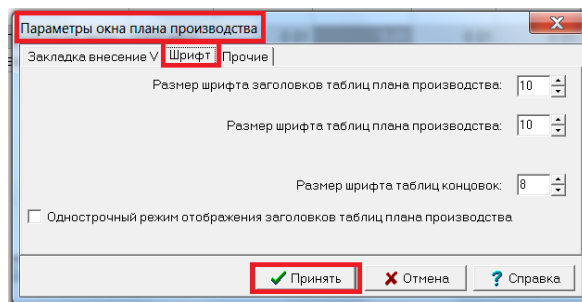 Параметры окна плана производства
Закладка внесение V Шрифт Прочие
Размер шрифта заголовков таблиц плана производства: 10
Размер шрифта таблиц плана производства: 10
Размер шрифта таблиц концовок: 8
Однострочный режим отображения заголовков таблиц плана производства
Принять Отмена ? Справка